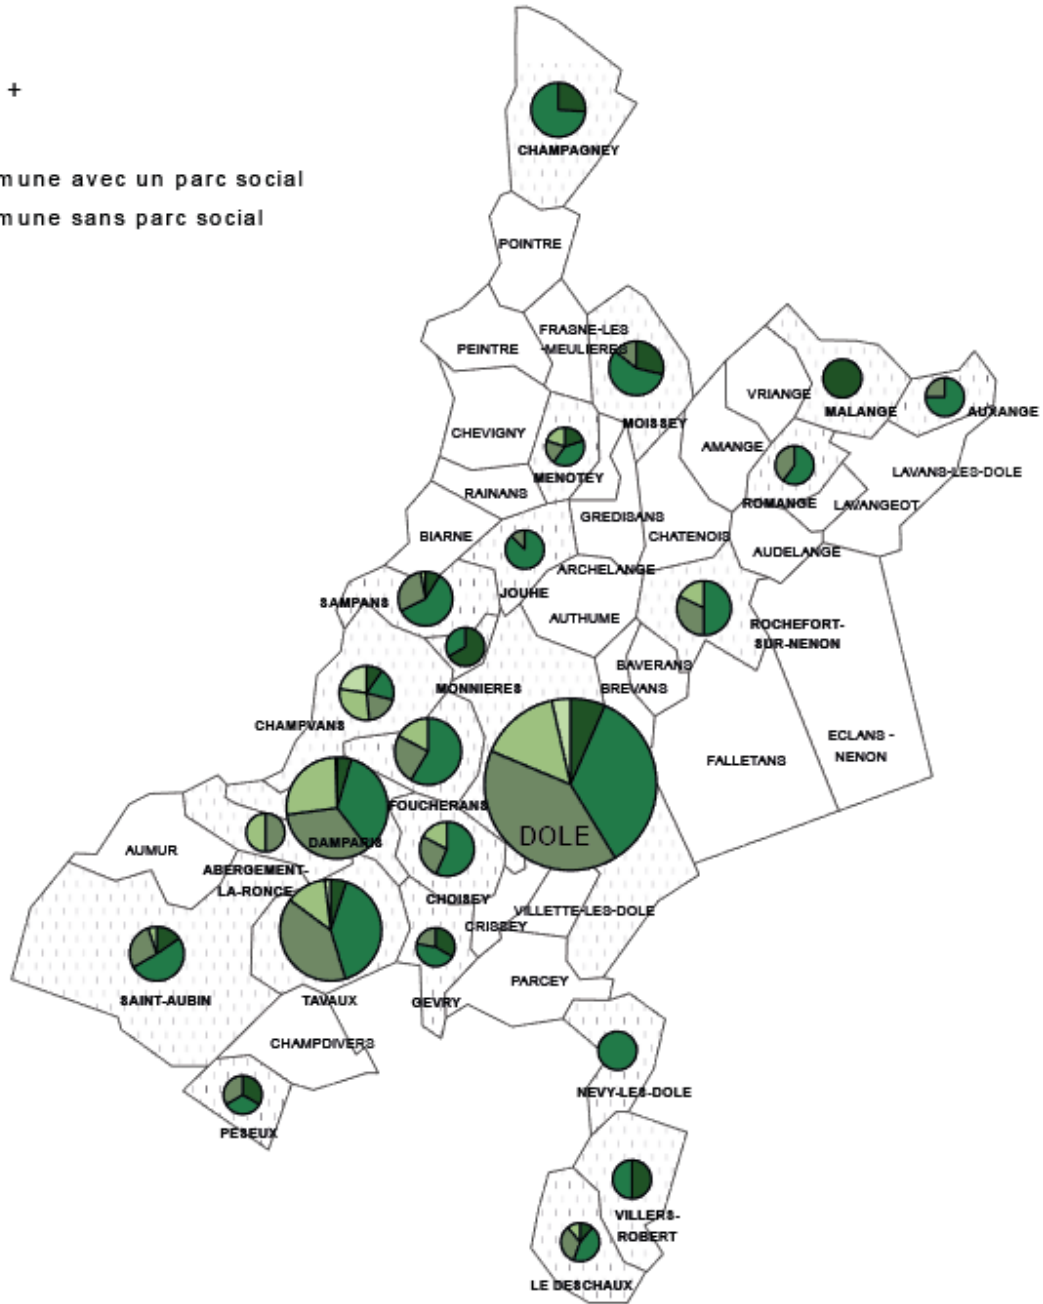 +
mune avec un parc social
mune sans parc social
CHAMPAGNEY
POINTRE
FRASNE-LES
-MEULIERES
PEINTRE
VRIANGE
MALANGE
AUXANGE
MOISSEY
CHEVIGNY
AMANGE
MENOTEY
LAVANS-LES-DOLE
RAINANS
ROMANGE
LAVANGEOT
GREDISANS
BIARNE
CHATENOIS
AUDELANGE
ARCHELANGE
JOUHE
SAMPANS
AUTHUME
ROCHEFORT-
SUR-NENON
BAVERANS
MONNIERES
BREVANS
CHAMPVANS
ECLANS -
NENON
FALLETANS
FOUCHERANS
DOLE
DAMPARIS
AUMUR
ABERGEMENT-
LA-RONCE
CHOISEY
VILLETTE-LES-DOLE
CRISSEY
PARCEY
SAINT-AUBIN
TAVAUX
GEVRY
CHAMPDIVERS
NEVY-LES-DOLE
PESEUX
VILLERS-
ROBERT
LE DESCHAUX